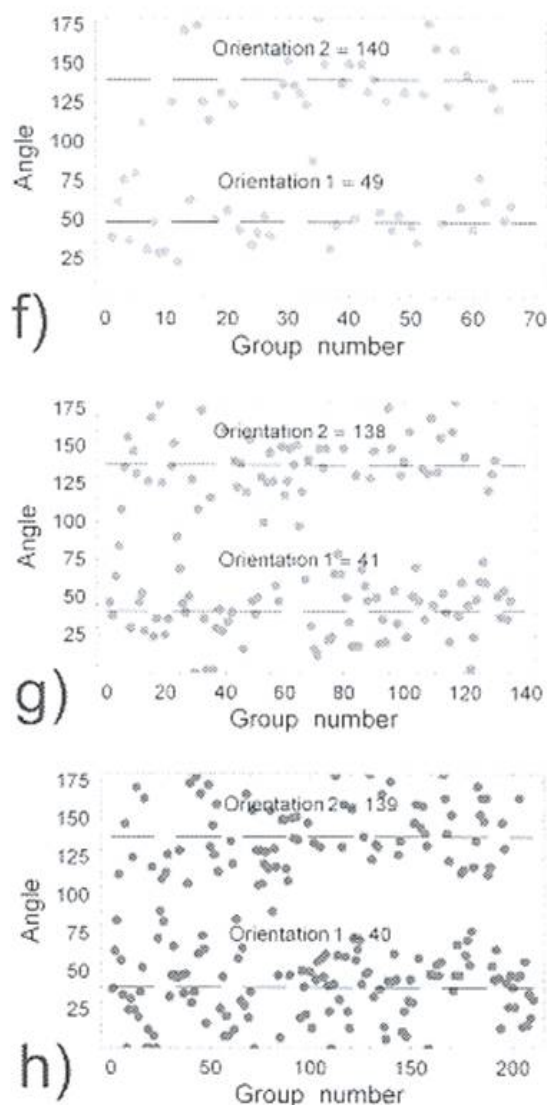 175
Orientation 2 = 140
150
125
100
Angle
75
Orientation 1 = 49
50
25
f)
0 10 20 30 40 50 60 70
Group number
175
Orientation 2 = 138
150
125
100
Angle
75
Orientation 1 = 41
50
25
g)
0 20 40 60 80 100 120 140
Group number
175
Orientation 2 = 139
150
125
100
Angle
75
Orientation 1 = 40
50
25
h)
0 50 100 150 200
Group number